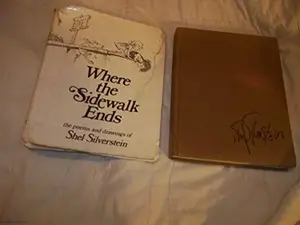 Where
the
Sidewalk
Ends
the poems and drawings of
Shel Silverstein